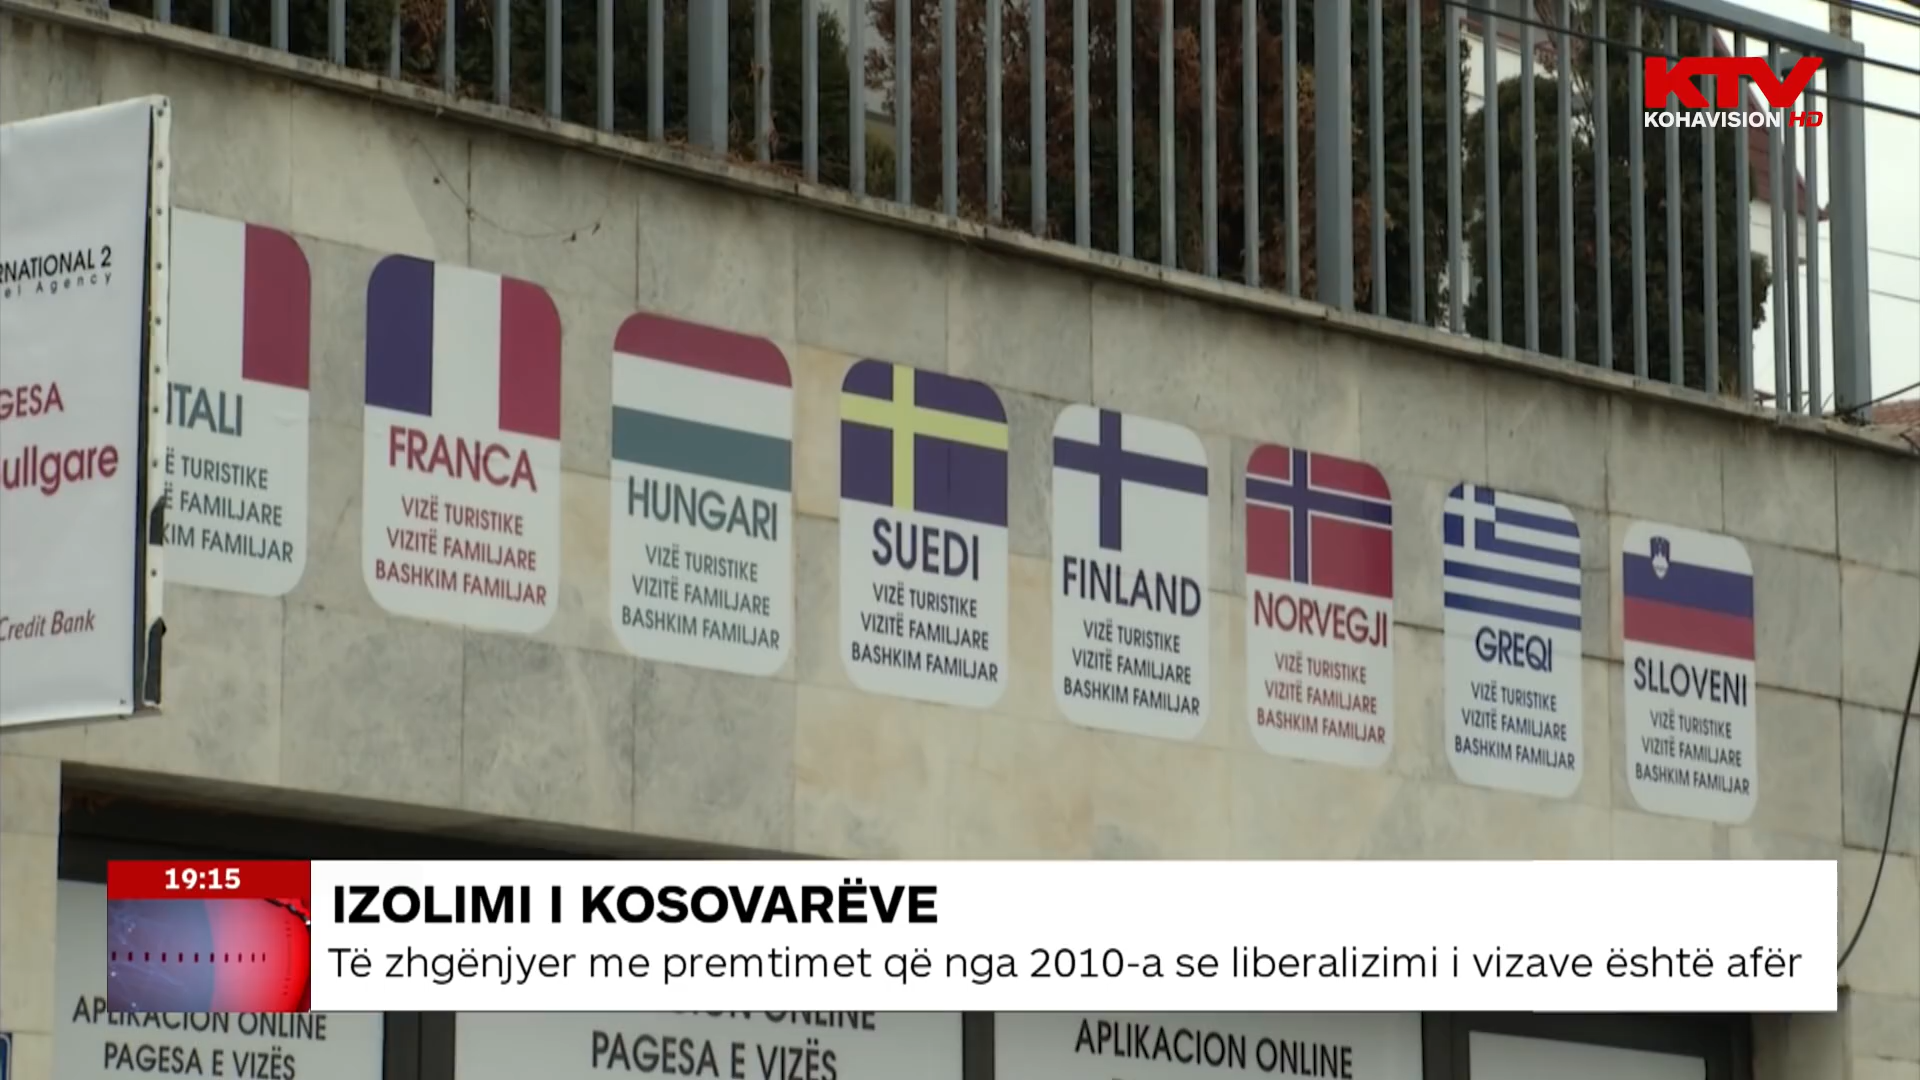 KTV
KOHAVISION HD
RNATIONAL 2
el Agency
GESA
ullgare
Credit Bank
ITALI
Ë TURISTIKE
Ë FAMILJARE
KIM FAMILJAR
FRANCA
VIZË TURISTIKE
VIZITË FAMILJARE
BASHKIM FAMILJAR
HUNGARI
VIZË TURISTIKE
VIZITË FAMILJARE
BASHKIM FAMILJAR
SUEDI
VIZË TURISTIKE
VIZITË FAMILJARE
BASHKIM FAMILJAR
FINLAND
VIZË TURISTIKE
VIZITË FAMILJARE
BASHKIM FAMILJAR
NORVEGJI
VIZË TURISTIKE
VIZITË FAMILJARE
BASHKIM FAMILJAR
GREQI
VIZË TURISTIKE
VIZITË FAMILJARE
BASHKIM FAMILJAR
SLLOVENI
VIZË TURISTIKE
VIZITË FAMILJARE
BASHKIM FAMILJAR
19:15
IZOLIMI I KOSOVARËVE
Të zhgënjyer me premtimet që nga 2010-a se liberalizimi i vizave është afër
APLIKACION ONLINE
PAGESA E VIZËS
ONLINE
PAGESA E VIZËS
APLIKACION ONLINE